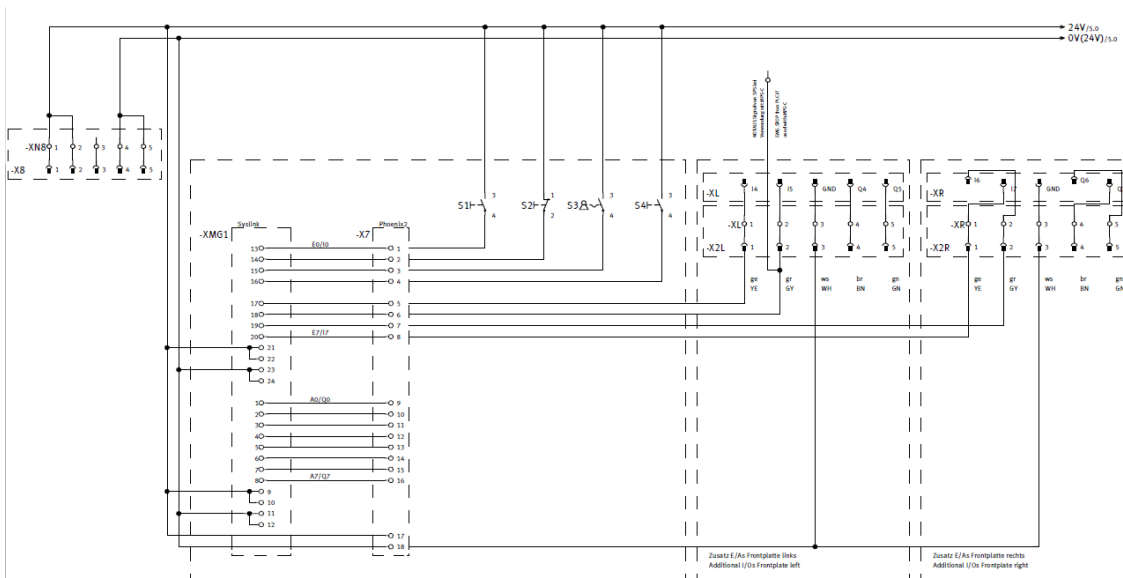 24V/5.0
0V(24V)/5.0
-XN8 1 2 3 4 5
-X8 1 2 3 4 5
S1 3 4
S2 1 2
S3 3 4
S4 3 4
-XL I4 I5 GND Q4 Q5
-XL 1 2 3 4 5
-X2L 1 2 3 4 5
ge gr ws br gn
YE GY WH BN GN
-XR I6 I7 GND Q6
-XR 1 2 3 4 5
-X2R 1 2 3 4 5
ge gr ws br gn
YE GY WH BN GN
Syslink
-XMG1
Phoenix2
-X7
13 E0/I0 1
14 2
15 3
16 4
17 5
18 6
19 7
20 E7/I7 8
21
22
23
24
1 A0/Q0 9
2 10
3 11
4 12
5 13
6 14
7 15
8 A7/Q7 16
9
10
11
12
17
18
Zusatz E/As Frontplatte links
Additional I/Os Frontplate left
Zusatz E/As Frontplatte rechts
Additional I/Os Frontplate right